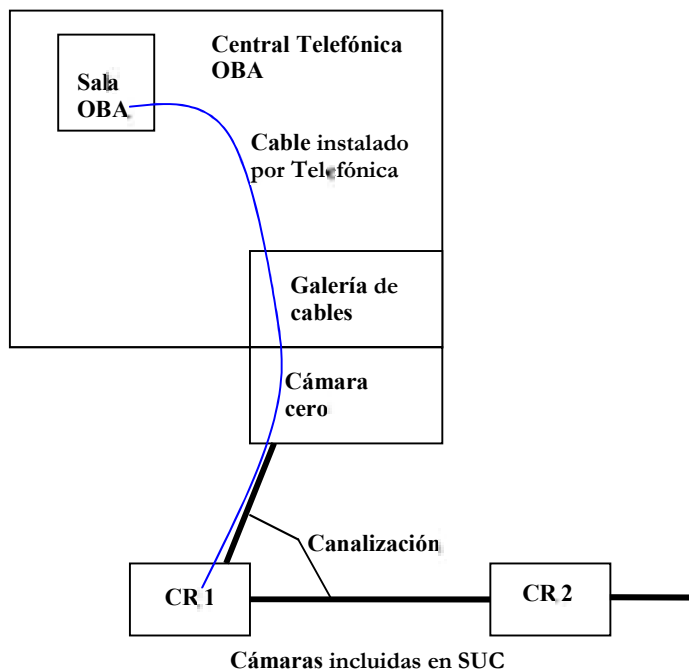 Central Telefónica
OBA
Sala
OBA
Cable instalado
por Telefónica
Galería de
cables
Cámara
cero
Canalización
CR 1
CR 2
Cámaras incluidas en SUC